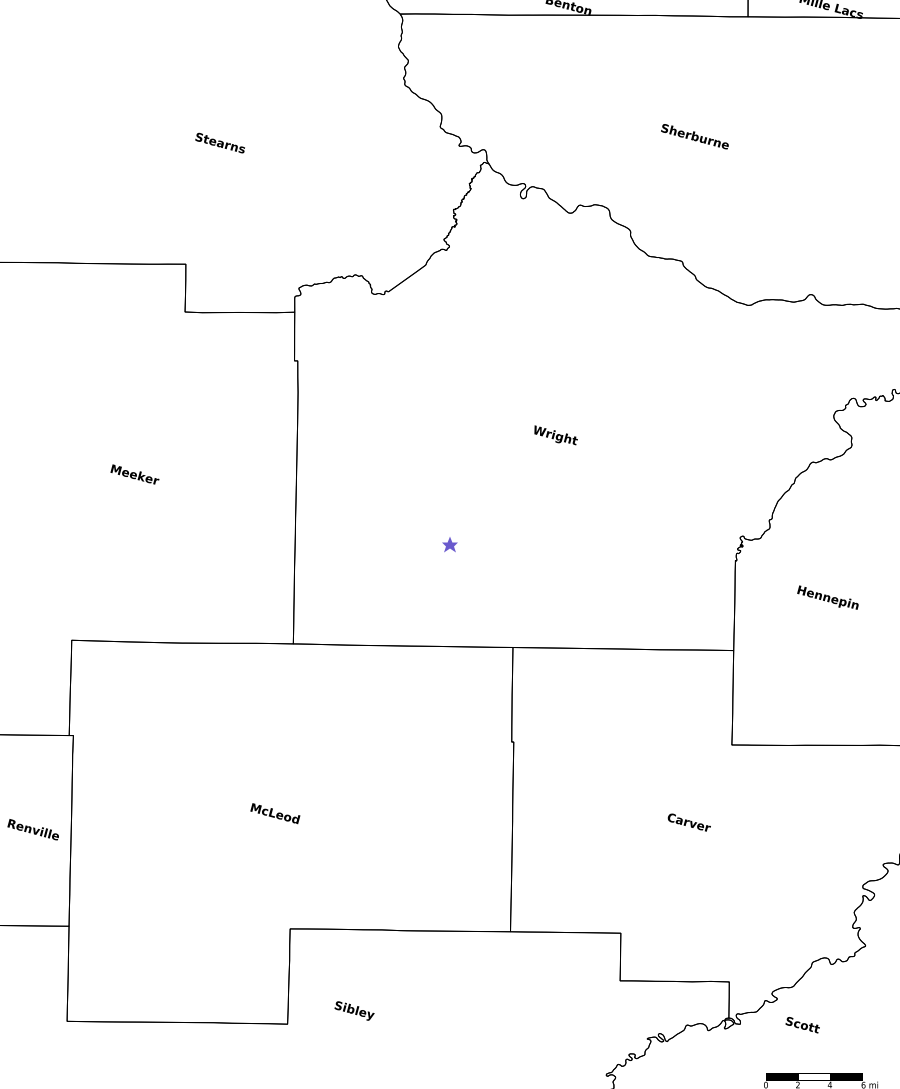 Benton
Mille Lacs
Stearns
Sherburne
Wright
Meeker
Hennepin
McLeod
Carver
Renville
Sibley
Scott
0 2 4 6 mi